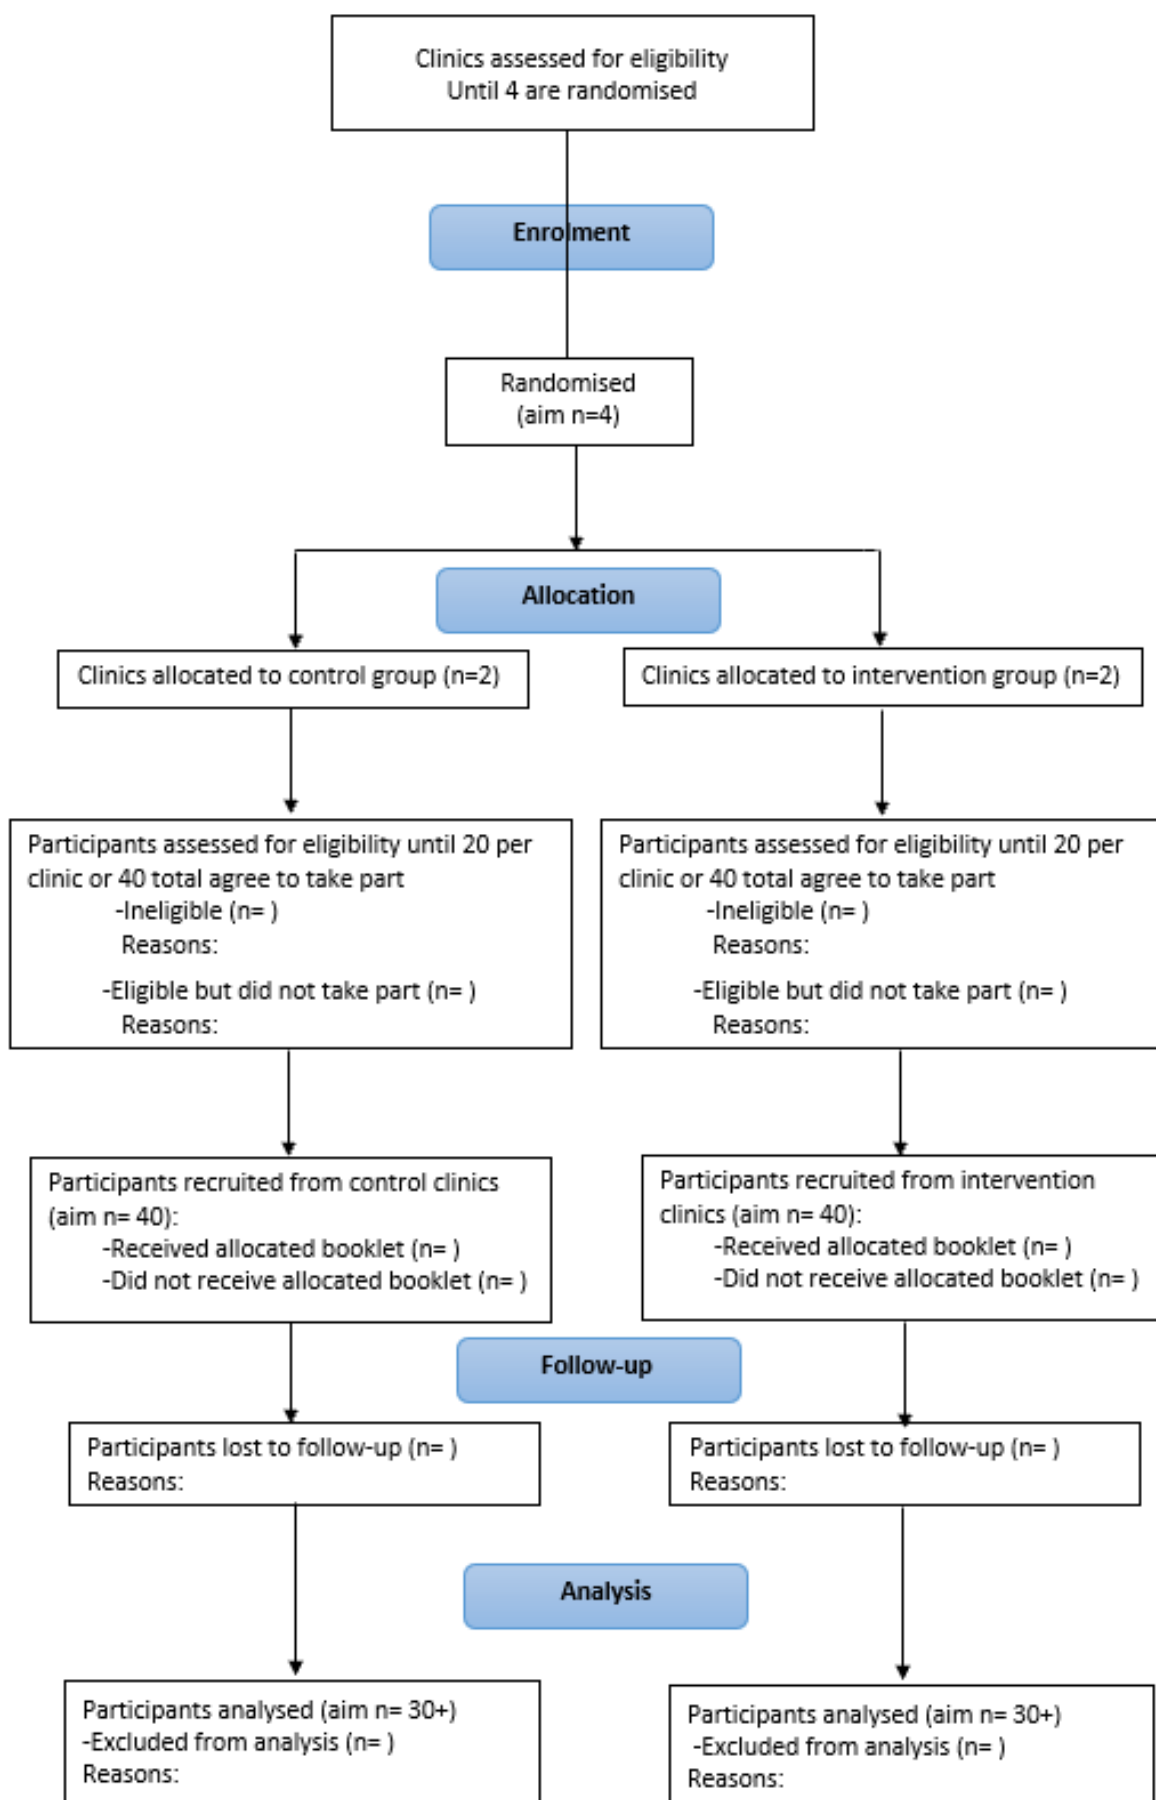 Clinics assessed for eligibility
Until 4 are randomised
Enrolment
Randomised
(aim n=4)
Allocation
Clinics allocated to control group (n=2)
Clinics allocated to intervention group (n=2)
Participants assessed for eligibility until 20 per
clinic or 40 total agree to take part
-Ineligible (n= )
Reasons:
-Eligible but did not take part (n= )
Reasons:
Participants assessed for eligibility until 20 per
clinic or 40 total agree to take part
-Ineligible (n= )
Reasons:
-Eligible but did not take part (n= )
Reasons:
Participants recruited from control clinics
(aim n= 40):
-Received allocated booklet (n= )
-Did not receive allocated booklet (n= )
Participants recruited from intervention
clinics (aim n= 40):
-Received allocated booklet (n= )
-Did not receive allocated booklet (n= )
Follow-up
Participants lost to follow-up (n= )
Reasons:
Participants lost to follow-up (n= )
Reasons:
Analysis
Participants analysed (aim n= 30+)
-Excluded from analysis (n= )
Reasons:
Participants analysed (aim n= 30+)
-Excluded from analysis (n= )
Reasons: